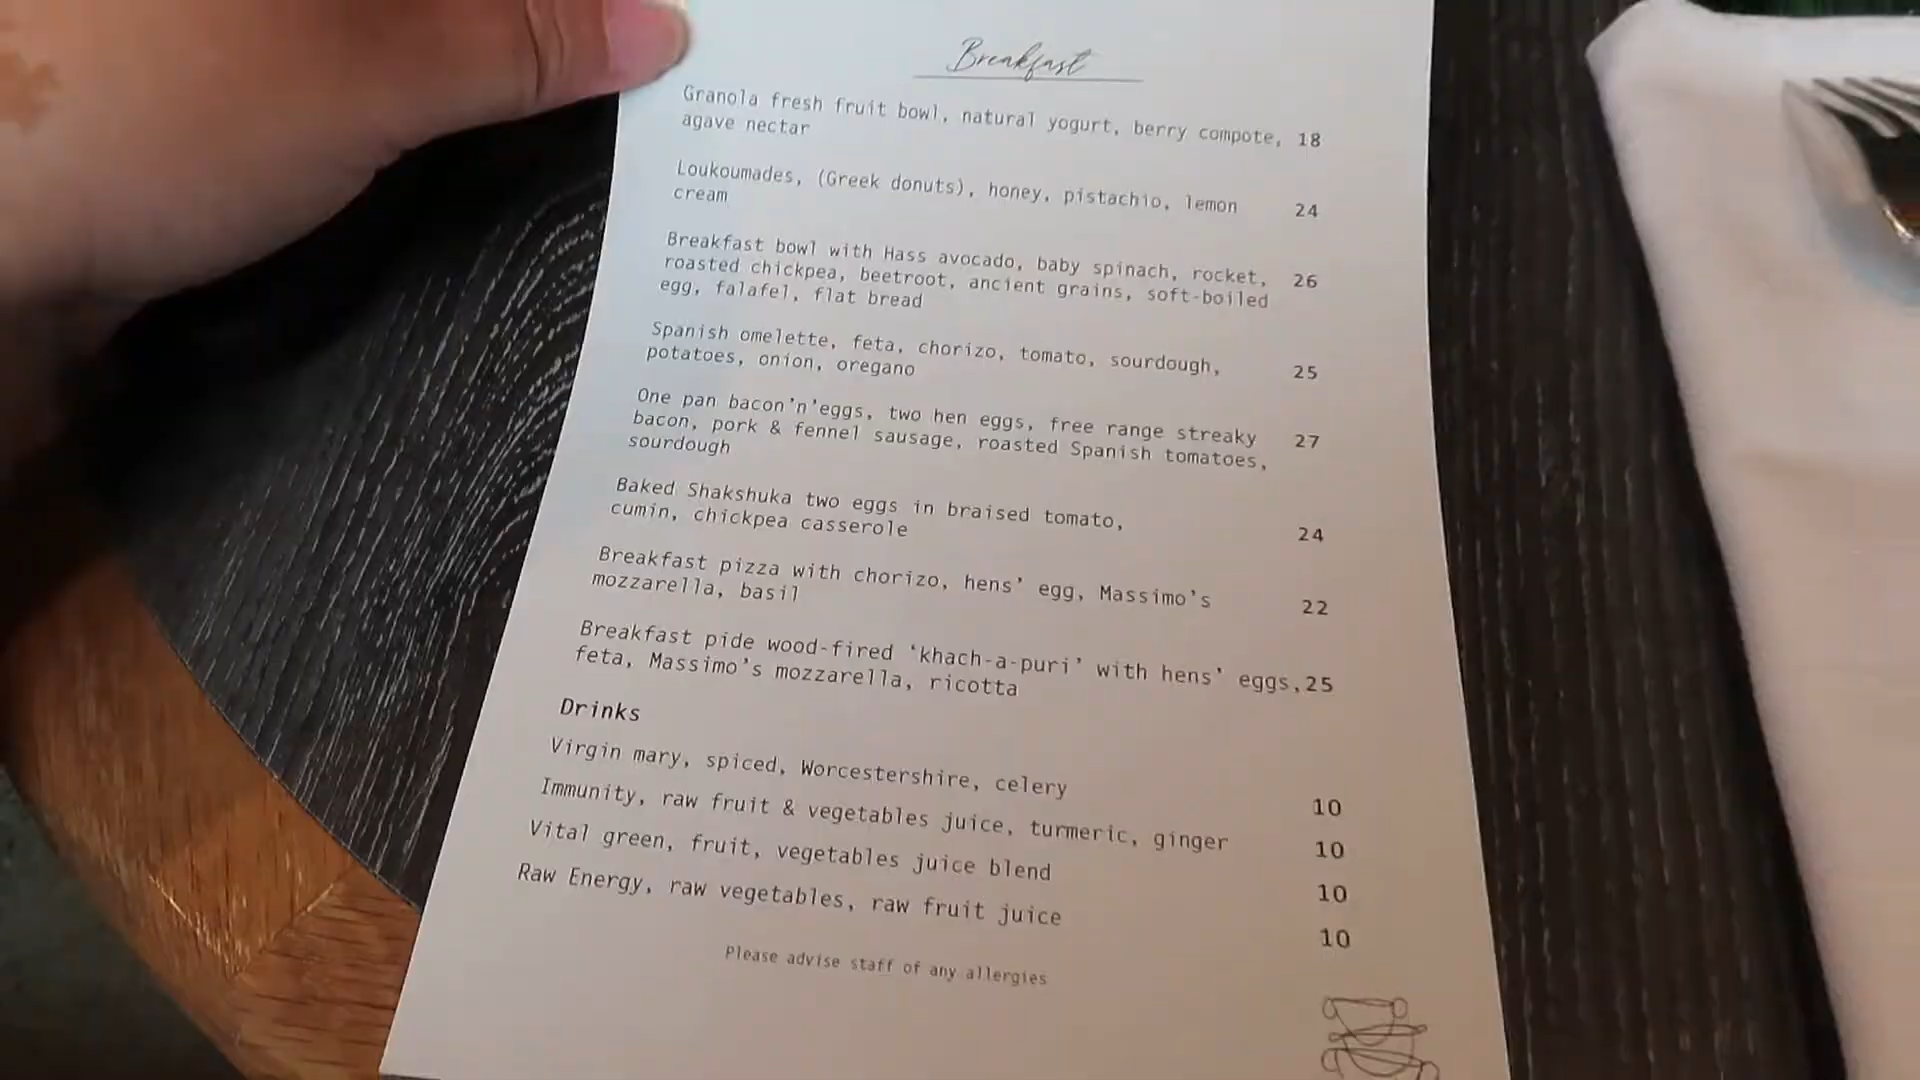 Breakfast
Granola fresh fruit bowl, natural yogurt, berry compote, 18
agave nectar
Loukoumades, (Greek donuts), honey, pistachio, lemon 24
cream
Breakfast bowl with Hass avocado, baby spinach, rocket, 26
roasted chickpea, beetroot, ancient grains, soft-boiled
egg, falafel, flat bread
Spanish omelette, feta, chorizo, tomato, sourdough, 25
potatoes, onion, oregano
One pan bacon'n'eggs, two hen eggs, free range streaky 27
bacon, pork & fennel sausage, roasted Spanish tomatoes,
sourdough
Baked Shakshuka two eggs in braised tomato, 24
cumin, chickpea casserole
Breakfast pizza with chorizo, hens' egg, Massimo's 22
mozzarella, basil
Breakfast pide wood-fired 'khach-a-puri' with hens' eggs, 25
feta, Massimo's mozzarella, ricotta
Drinks
Virgin mary, spiced, Worcestershire, celery 10
Immunity, raw fruit & vegetables juice, turmeric, ginger 10
Vital green, fruit, vegetables juice blend 10
Raw Energy, raw vegetables, raw fruit juice 10
Please advise staff of any allergies